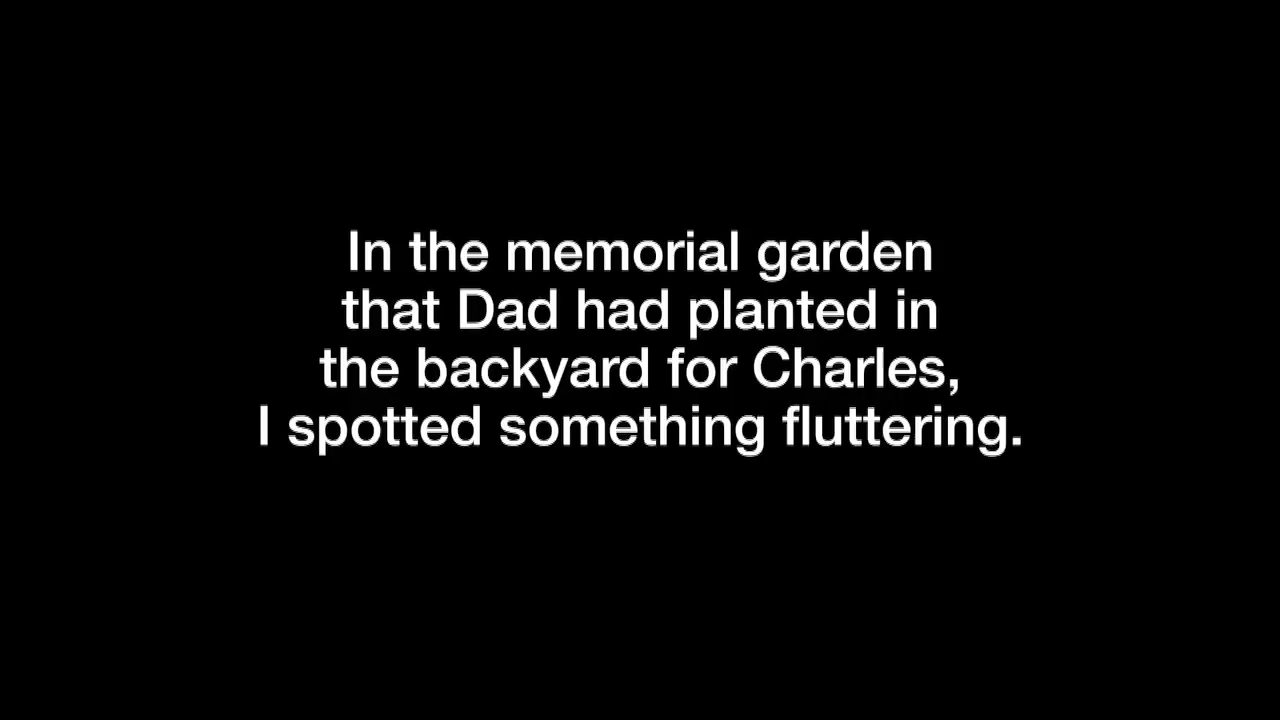 In the memorial garden
that Dad had planted in
the backyard for Charles,
I spotted something fluttering.